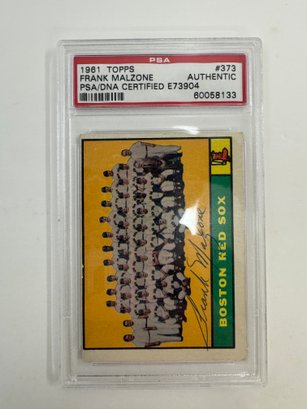 PSA
1961 TOPPS #373
FRANK MALZONE AUTHENTIC
PSA/DNA CERTIFIED E73904
60058133
Frank Malzone
BOSTON RED SOX